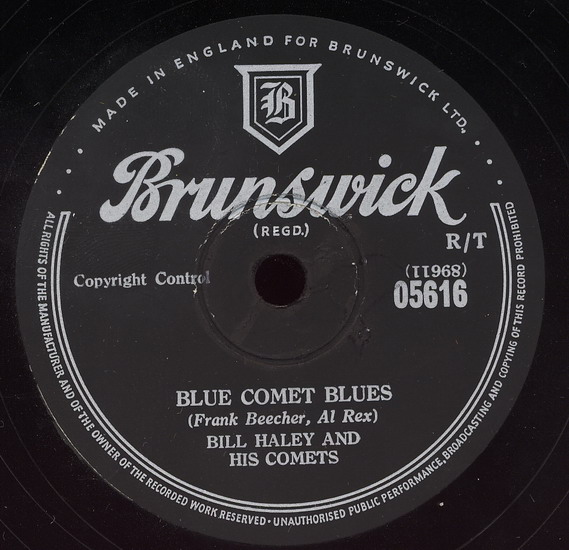 MADE IN ENGLAND FOR BRUNSWICK LTD.
B
Brunswick
(REGD.)
R/T
Copyright Control
(11968)
05616
BLUE COMET BLUES
(Frank Beecher, Al Rex)
BILL HALEY AND
HIS COMETS
ALL RIGHTS OF THE MANUFACTURER AND OF THE OWNER OF THE RECORDED WORK RESERVED • UNAUTHORISED PUBLIC PERFORMANCE, BROADCASTING AND COPYING OF THIS RECORD PROHIBITED